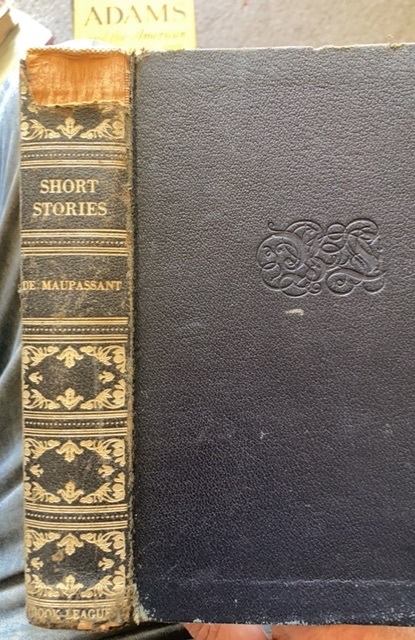 ADAMS
SHORT
STORIES
DE MAUPASSANT
BOOK LEAGUE